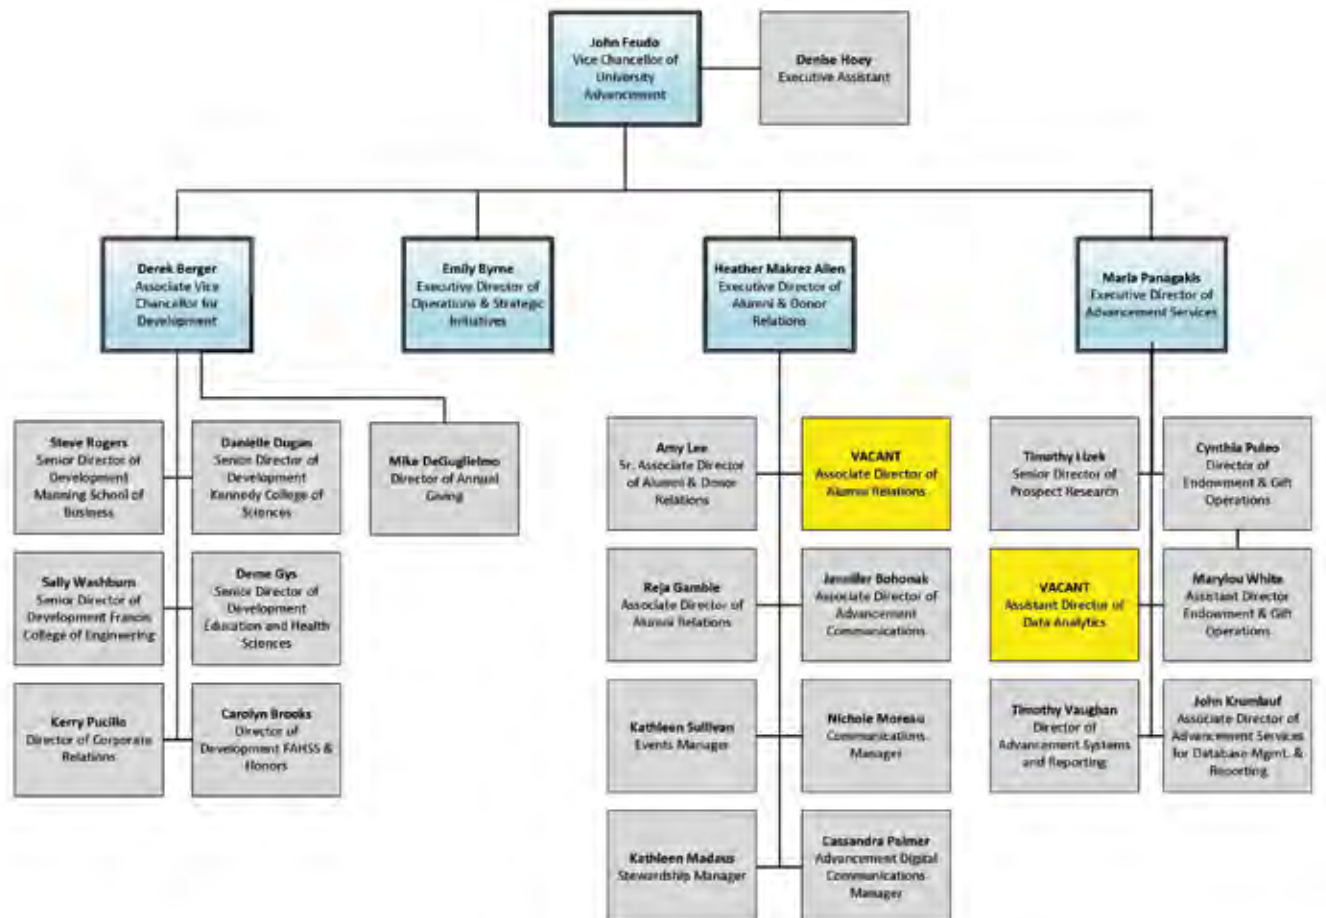 John Feudo
Vice Chancellor of
University
Advancement
Denise Hoey
Executive Assistant
Derek Berger
Associate Vice
Chancellor for
Development
Emily Byrne
Executive Director of
Operations & Strategic
Initiatives
Heather Makrez Allen
Executive Director of
Alumni & Donor
Relations
Maria Panagakis
Executive Director of
Advancement Services
Steve Rogers
Senior Director of
Development
Manning School of
Business
Danielle Dugan
Senior Director of
Development
Kennedy College of
Sciences
Mike DeGuglielmo
Director of Annual
Giving
Amy Lee
Sr. Associate Director
of Alumni & Donor
Relations
VACANT
Associate Director of
Alumni Relations
Timothy Lizek
Senior Director of
Prospect Research
Cynthia Puleo
Director of
Endowment & Gift
Operations
Sally Washburn
Senior Director of
Development Francis
College of Engineering
Deme Gys
Senior Director of
Development
Education and Health
Sciences
Reja Gamble
Associate Director of
Alumni Relations
Jennifer Bohonak
Associate Director of
Advancement
Communications
VACANT
Assistant Director of
Data Analytics
Marylou White
Assistant Director
Endowment & Gift
Operations
Kerry Pucillo
Director of Corporate
Relations
Carolyn Brooks
Director of
Development FAHSS &
Honors
Kathleen Sullivan
Events Manager
Nichole Moreau
Communications
Manager
Timothy Vaughan
Director of
Advancement Systems
and Reporting
John Krumlauf
Associate Director of
Advancement Services
for Database Mgmt. &
Reporting
Kathleen Madaus
Stewardship Manager
Cassandra Palmer
Advancement Digital
Communications
Manager